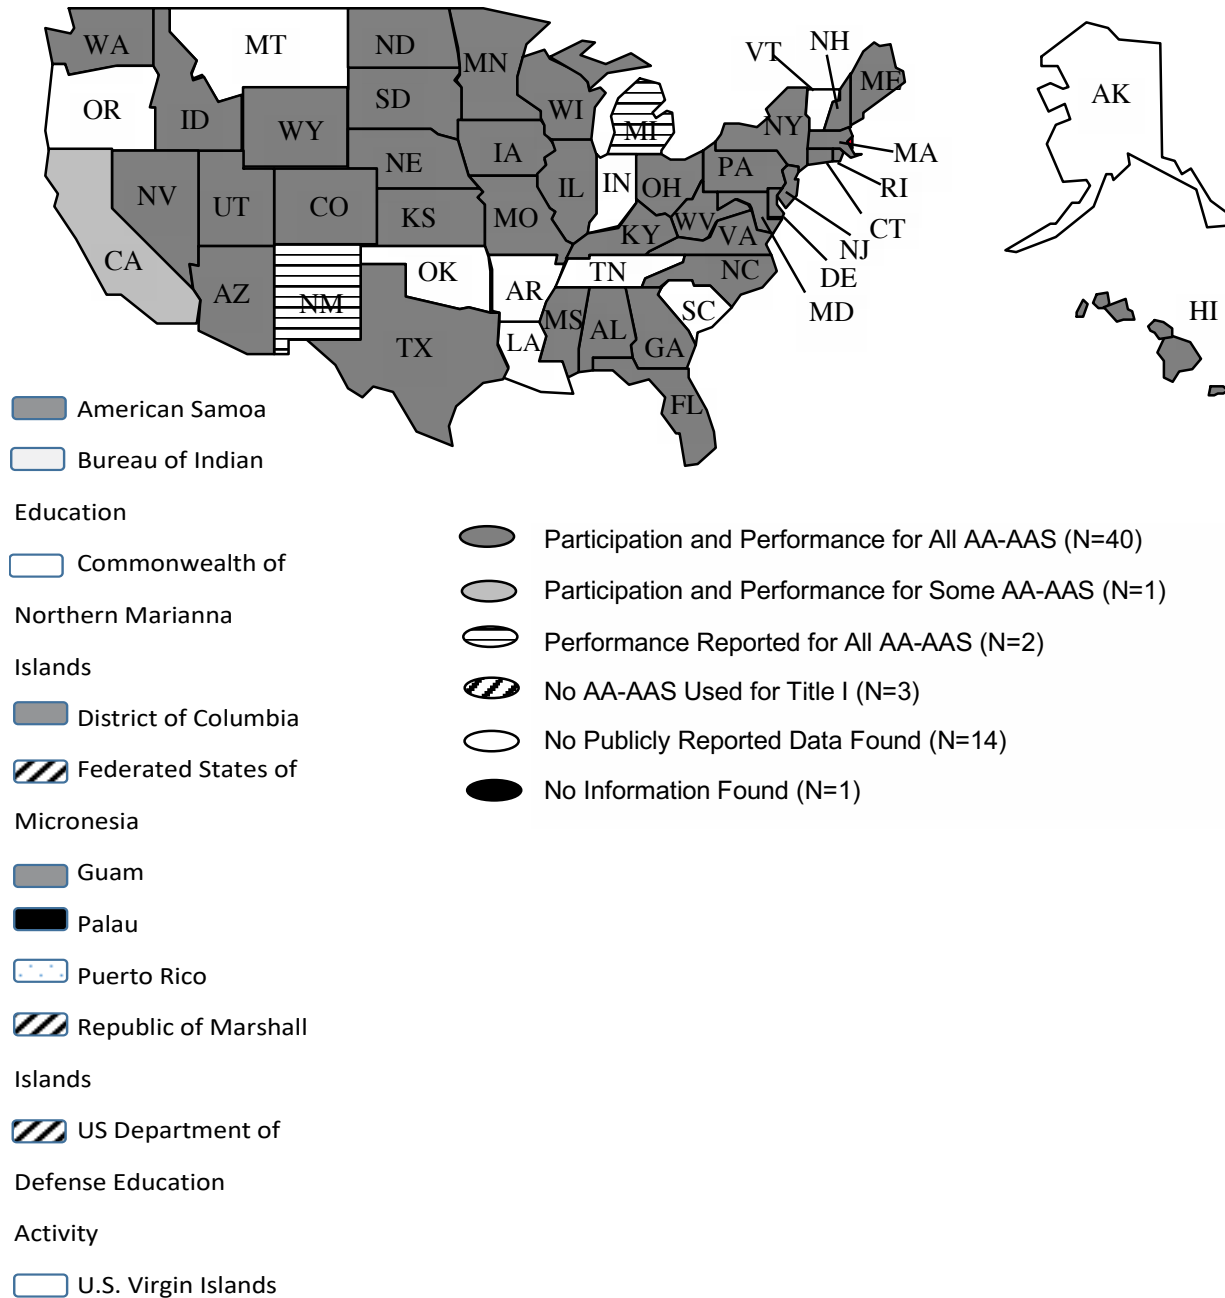 WA
MT
ND
MN
VT
NH
ME
OR
ID
SD
WI
MI
NY
AK
WY
MA
NE
IA
PA
RI
NV
UT
CO
KS
MO
IL
IN
OH
WV
KY
VA
CT
NJ
CA
DE
AZ
NM
OK
AR
TN
NC
MD
SC
HI
TX
LA
MS
AL
GA
FL
American Samoa
Bureau of Indian
Education
Commonwealth of
Northern Marianna
Islands
District of Columbia
Federated States of
Micronesia
Guam
Palau
Puerto Rico
Republic of Marshall
Islands
US Department of
Defense Education
Activity
U.S. Virgin Islands
Participation and Performance for All AA-AAS (N=40)
Participation and Performance for Some AA-AAS (N=1)
Performance Reported for All AA-AAS (N=2)
No AA-AAS Used for Title I (N=3)
No Publicly Reported Data Found (N=14)
No Information Found (N=1)